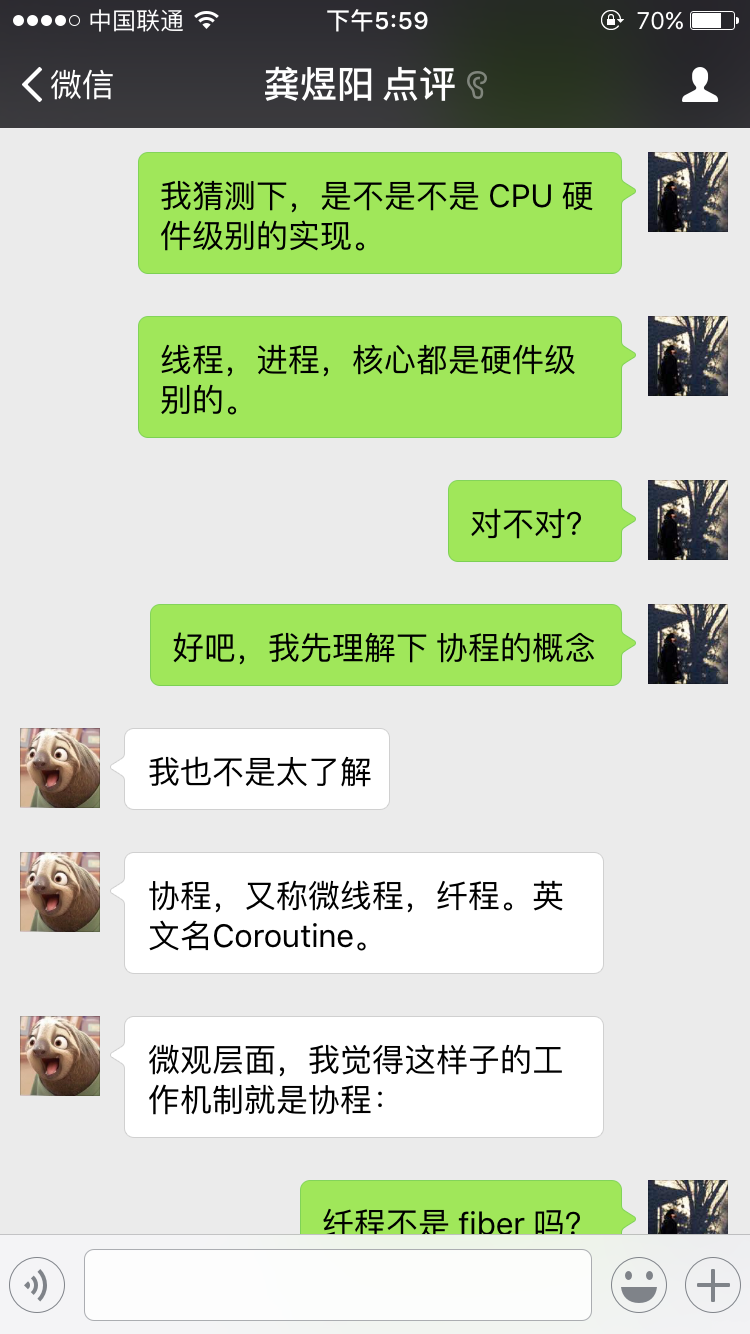 中国联通 下午5:59 70%
微信 龚煜阳 点评
我猜测下，是不是不是 CPU 硬
件级别的实现。
线程，进程，核心都是硬件级
别的。
对不对?
好吧，我先理解下 协程的概念
我也不是太了解
协程，又称微线程，纤程。英
文名Coroutine。
微观层面，我觉得这样子的工
作机制就是协程：
纤程不是 fiber 吗?